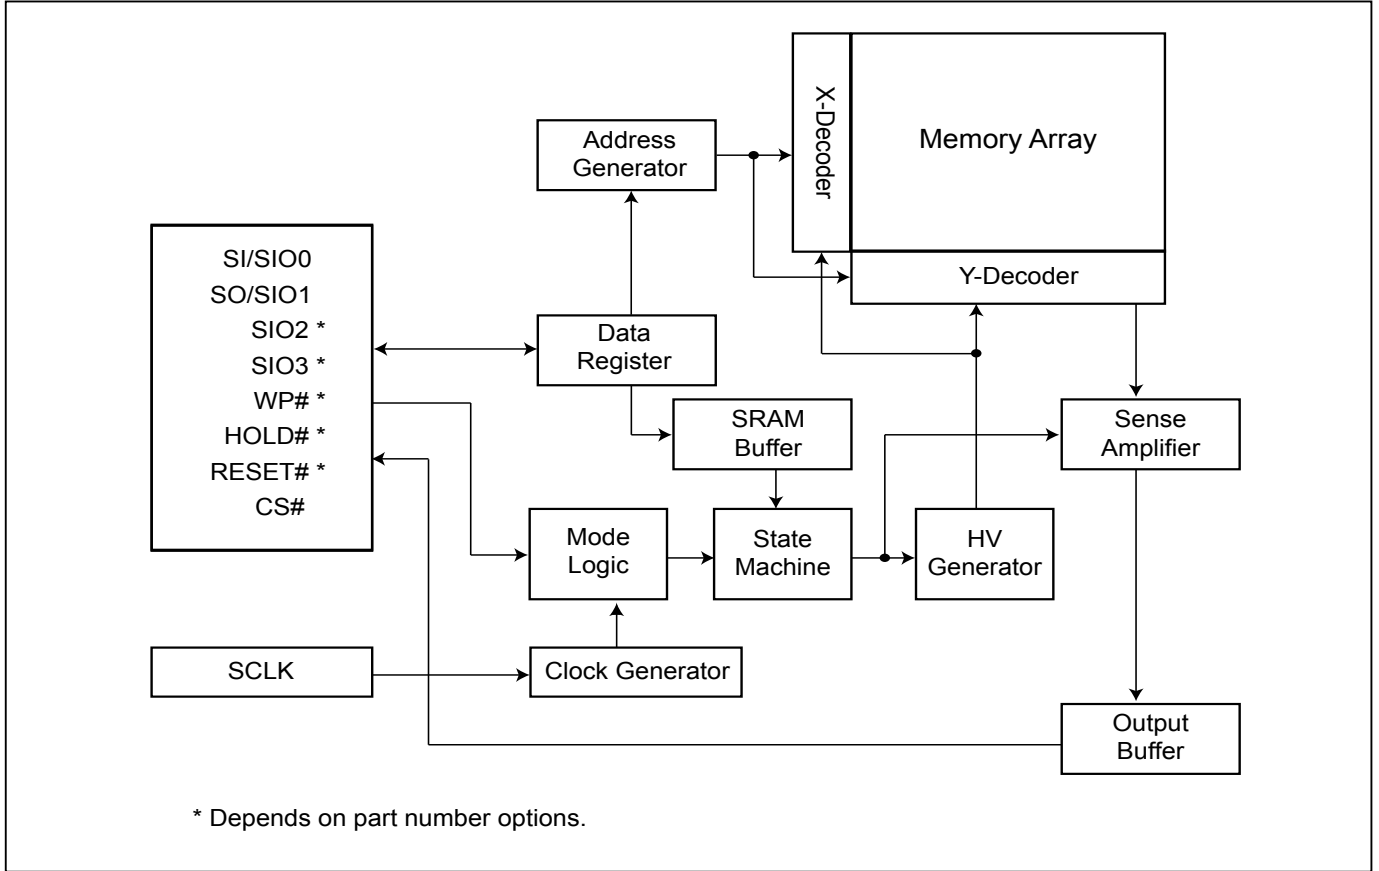 X-Decoder
Memory Array
Address
Generator
Y-Decoder
SI/SIO0
SO/SIO1
SIO2 *
SIO3 *
WP# *
HOLD# *
RESET# *
CS#
Data
Register
SRAM
Buffer
Sense
Amplifier
Mode
Logic
State
Machine
HV
Generator
SCLK
Clock Generator
Output
Buffer
* Depends on part number options.